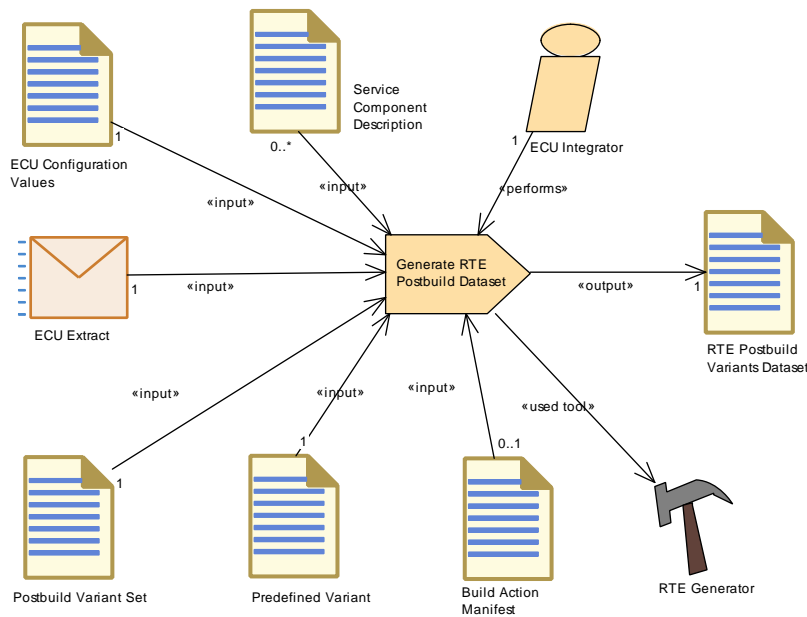 Service
Component
Description
1
0..*
1
ECU Integrator
ECU Configuration
Values
«input»
«input»
«performs»
Generate RTE
Postbuild Dataset
1
«input»
«output»
1
ECU Extract
RTE Postbuild
Variants Dataset
«input»
«input»
«input»
«used tool»
1
1
0..1
Postbuild Variant Set
Predefined Variant
Build Action
Manifest
RTE Generator